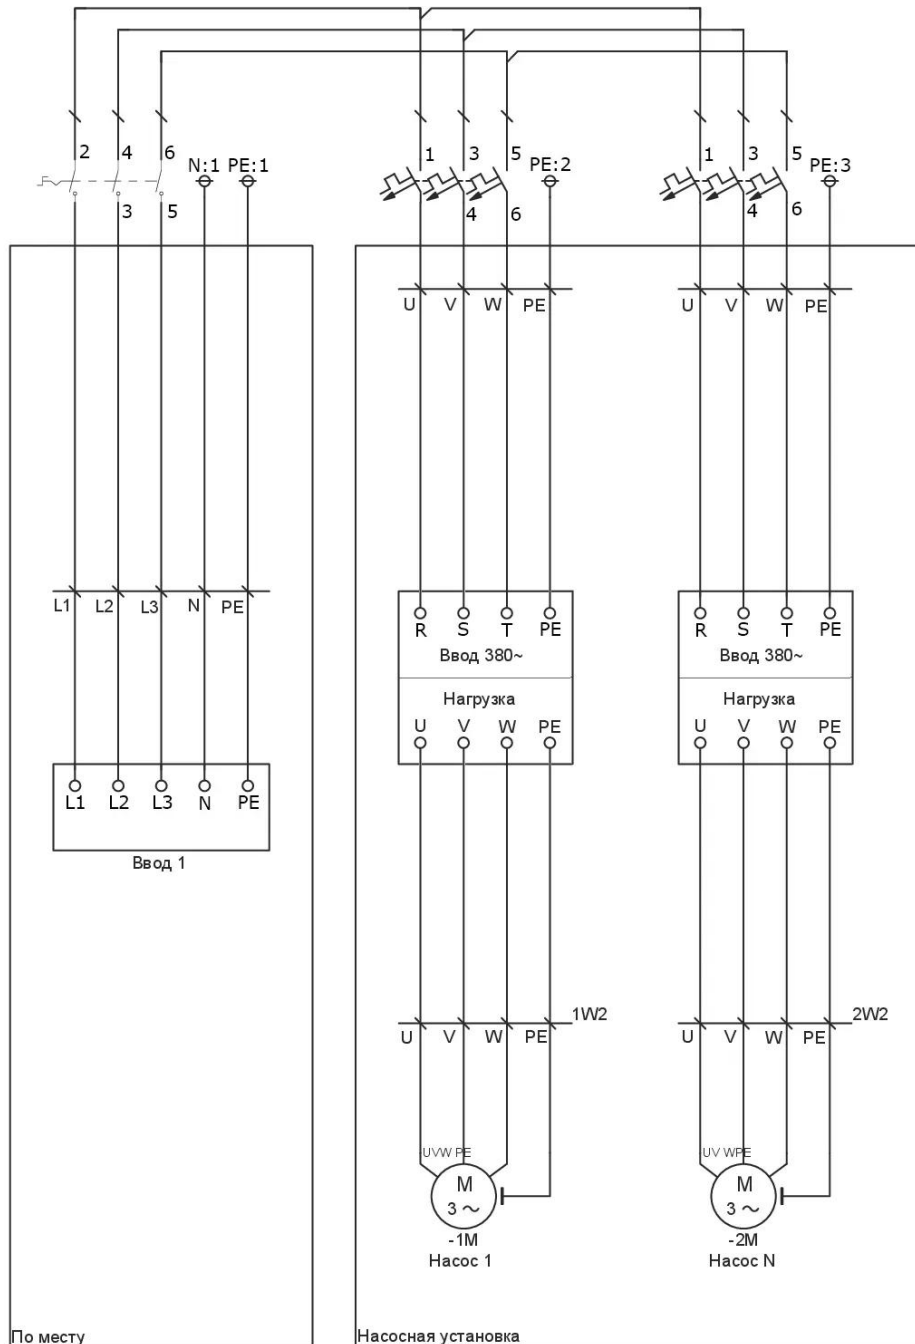 2 4 6 N:1 PE:1
3 5
1 3 5 PE:2
4 6
1 3 5 PE:3
4 6
U V W PE
U V W PE
L1 L2 L3 N PE
R S T PE
Ввод 380~
Нагрузка
U V W PE
R S T PE
Ввод 380~
Нагрузка
U V W PE
L1 L2 L3 N PE
Ввод 1
1W2
U V W PE
2W2
U V W PE
UVW PE
M
3 ~
-1M
Насос 1
UV WPE
M
3 ~
-2M
Насос N
По месту
Насосная установка